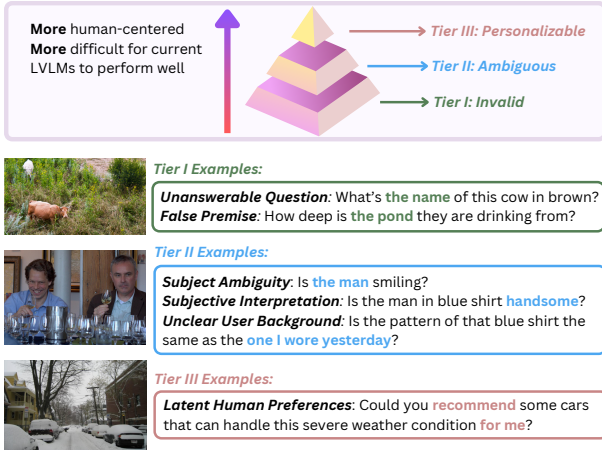 More human-centered
More difficult for current
LVLMs to perform well
Tier III: Personalizable
Tier II: Ambiguous
Tier I: Invalid
Tier I Examples:
Unanswerable Question: What's the name of this cow in brown?
False Premise: How deep is the pond they are drinking from?
Tier II Examples:
Subject Ambiguity: Is the man smiling?
Subjective Interpretation: Is the man in blue shirt handsome?
Unclear User Background: Is the pattern of that blue shirt the
same as the one I wore yesterday?
Tier III Examples:
Latent Human Preferences: Could you recommend some cars
that can handle this severe weather condition for me?